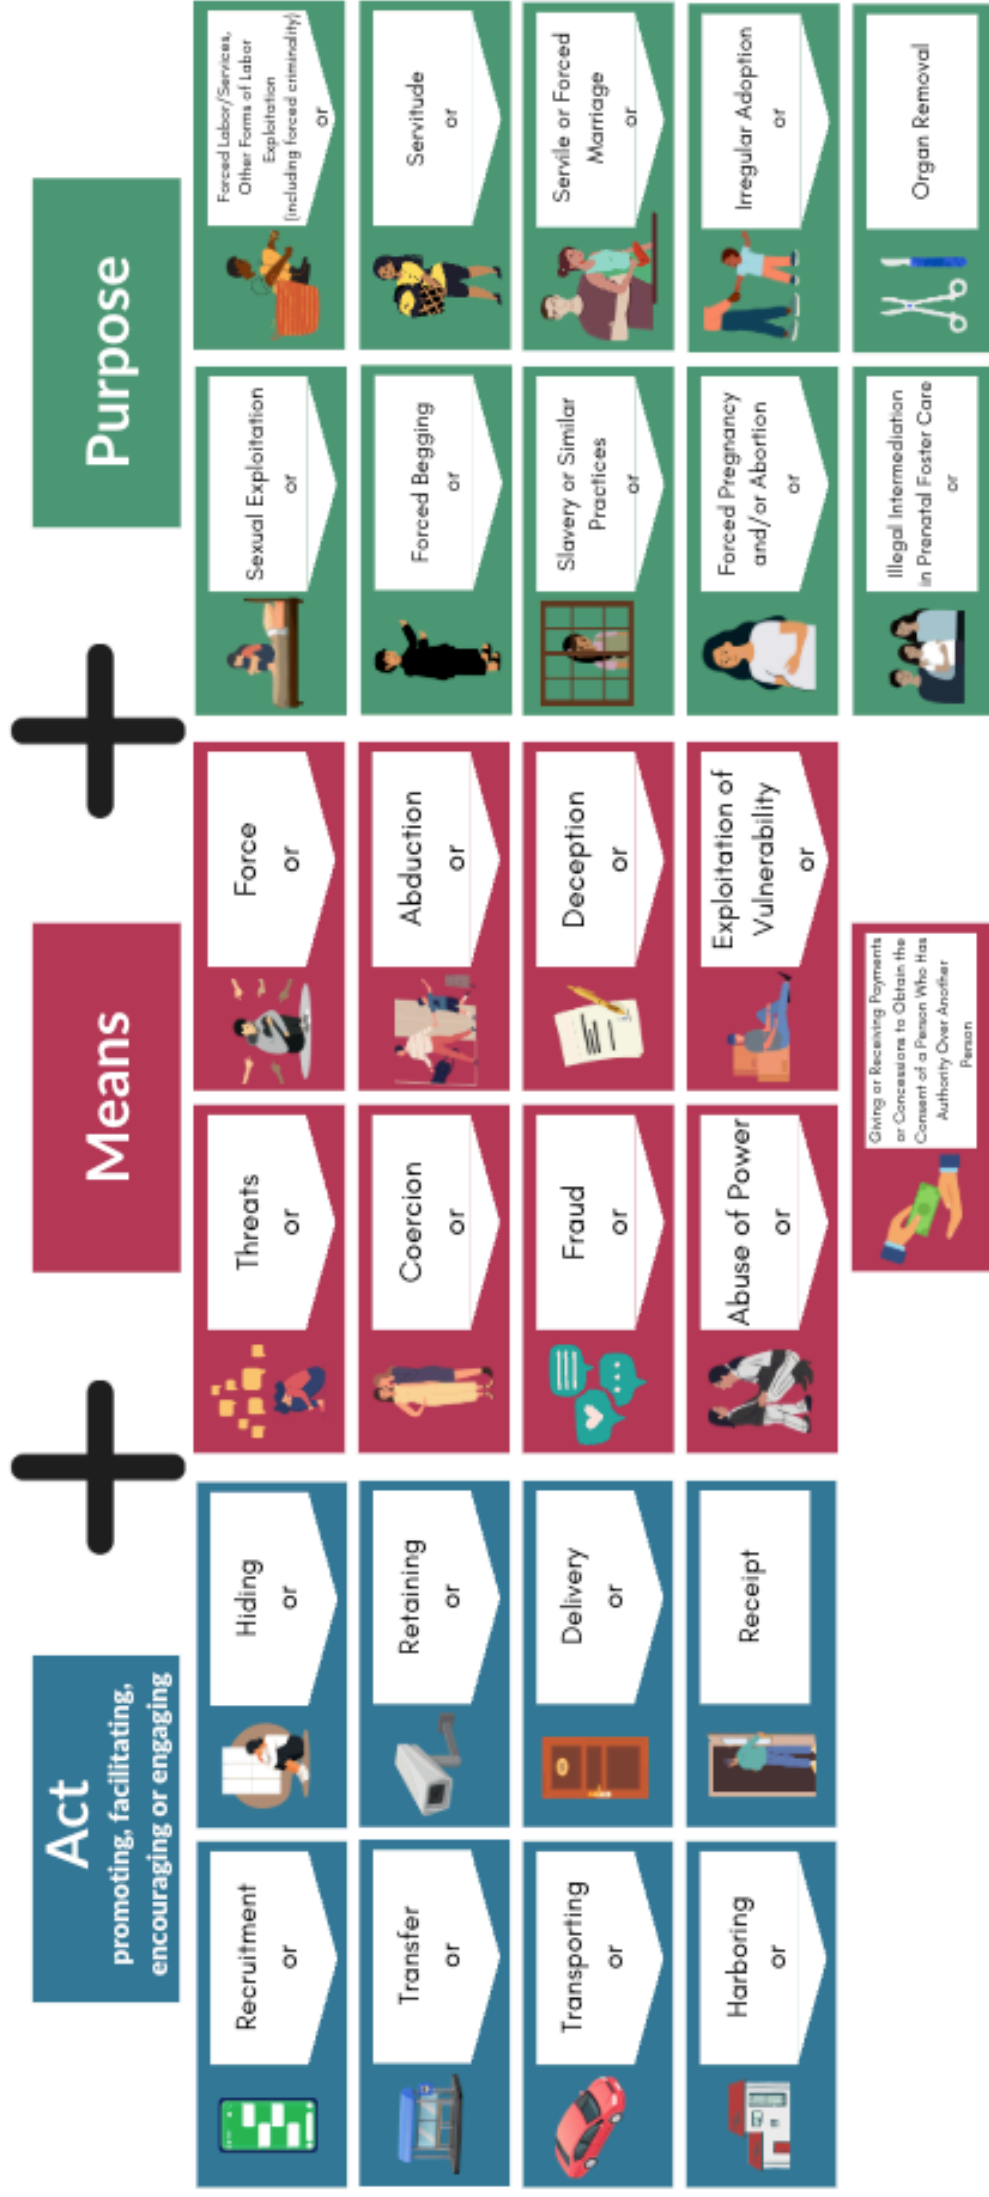 Act
promoting, facilitating,
encouraging or engaging
Recruitment
or
Hiding
or
Transfer
or
Retaining
or
Transporting
or
Delivery
or
Harboring
or
Receipt
Means
Threats
or
Force
or
Coercion
or
Abduction
or
Fraud
or
Deception
or
Abuse of Power
or
Exploitation of
Vulnerability
or
Giving or Receiving Payments
or Concessions to Obtain the
Consent of a Person Who Has
Authority Over Another
Person
Purpose
Sexual Exploitation
or
Forced Labor/Services,
Other Forms of Labor
Exploitation
(including forced criminality)
or
Forced Begging
or
Servitude
or
Slavery or Similar
Practices
or
Servile or Forced
Marriage
or
Forced Pregnancy
and/or Abortion
or
Irregular Adoption
or
Illegal Intermediation
in Prenatal Foster Care
or
Organ Removal